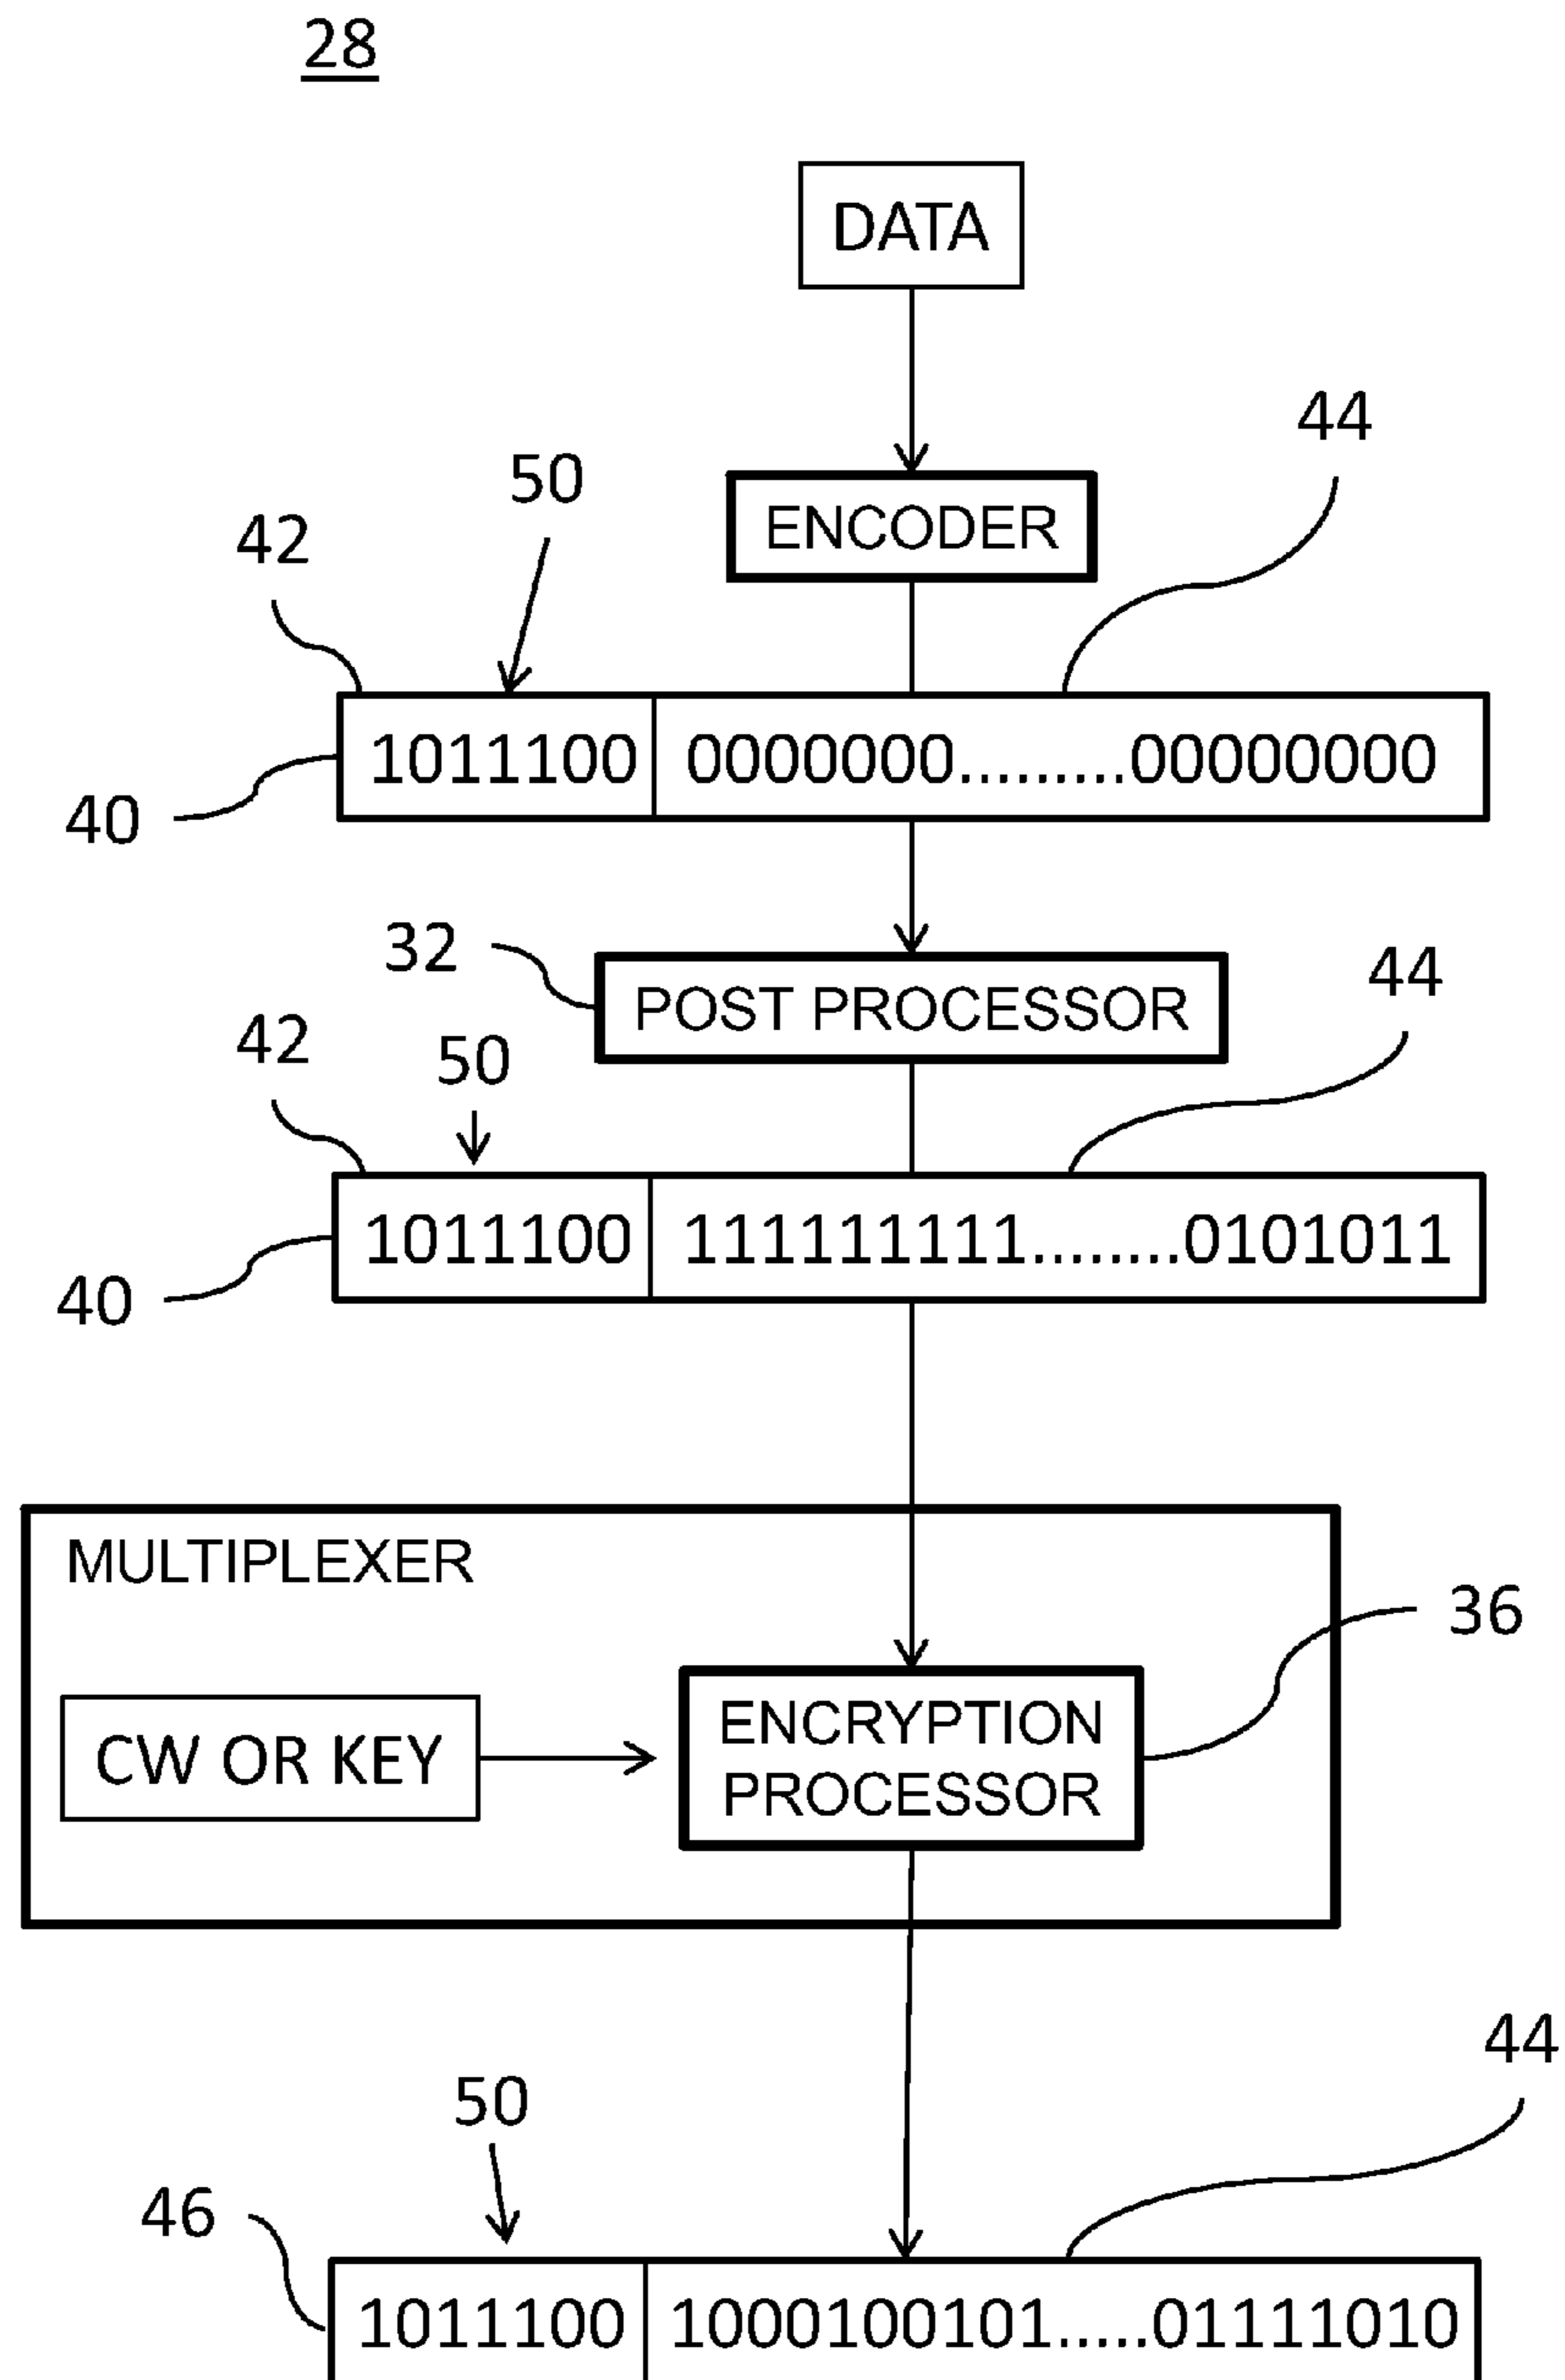 28
DATA
44
50
42
ENCODER
1011100 0000000.........00000000
40
32
POST PROCESSOR
44
42
50
1011100 111111111........0101011
40
MULTIPLEXER
36
ENCRYPTION
PROCESSOR
CW OR KEY
44
50
46
1011100 1000100101.....01111010